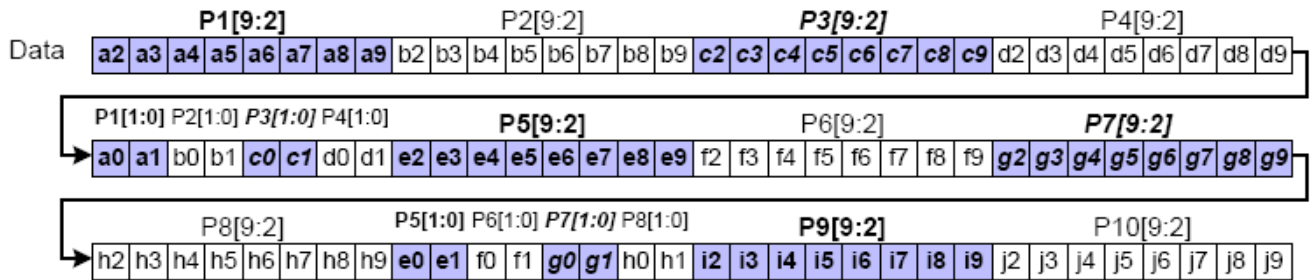 P1[9:2] P2[9:2] P3[9:2] P4[9:2]
Data a2 a3 a4 a5 a6 a7 a8 a9 b2 b3 b4 b5 b6 b7 b8 b9 c2 c3 c4 c5 c6 c7 c8 c9 d2 d3 d4 d5 d6 d7 d8 d9
P1[1:0] P2[1:0] P3[1:0] P4[1:0] P5[9:2] P6[9:2] P7[9:2]
a0 a1 b0 b1 c0 c1 d0 d1 e2 e3 e4 e5 e6 e7 e8 e9 f2 f3 f4 f5 f6 f7 f8 f9 g2 g3 g4 g5 g6 g7 g8 g9
P8[9:2] P5[1:0] P6[1:0] P7[1:0] P8[1:0] P9[9:2] P10[9:2]
h2 h3 h4 h5 h6 h7 h8 h9 e0 e1 f0 f1 g0 g1 h0 h1 i2 i3 i4 i5 i6 i7 i8 i9 j2 j3 j4 j5 j6 j7 j8 j9